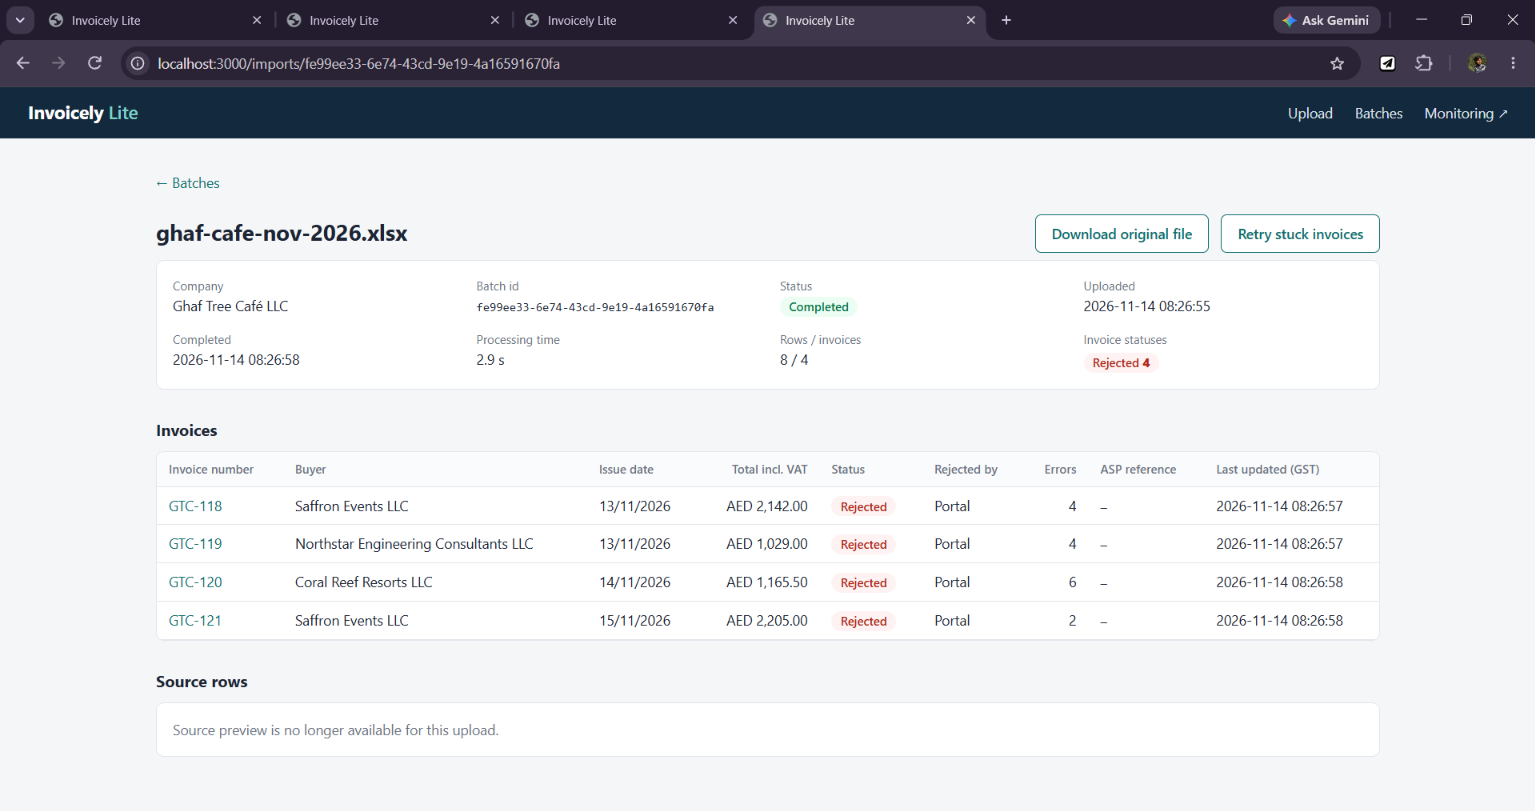 Invoicely Lite
Invoicely Lite
Invoicely Lite
Invoicely Lite
Ask Gemini
localhost:3000/imports/fe99ee33-6e74-43cd-9e19-4a16591670fa
Invoicely Lite
Upload Batches Monitoring ↗
← Batches
ghaf-cafe-nov-2026.xlsx
Download original file
Retry stuck invoices
Company Batch id Status Uploaded
Ghaf Tree Café LLC fe99ee33-6e74-43cd-9e19-4a16591670fa Completed 2026-11-14 08:26:55
Completed Processing time Rows / invoices Invoice statuses
2026-11-14 08:26:58 2.9 s 8 / 4 Rejected 4
Invoices
Invoice number Buyer Issue date Total incl. VAT Status Rejected by Errors ASP reference Last updated (GST)
GTC-118 Saffron Events LLC 13/11/2026 AED 2,142.00 Rejected Portal 4 – 2026-11-14 08:26:57
GTC-119 Northstar Engineering Consultants LLC 13/11/2026 AED 1,029.00 Rejected Portal 4 – 2026-11-14 08:26:57
GTC-120 Coral Reef Resorts LLC 14/11/2026 AED 1,165.50 Rejected Portal 6 – 2026-11-14 08:26:58
GTC-121 Saffron Events LLC 15/11/2026 AED 2,205.00 Rejected Portal 2 – 2026-11-14 08:26:58
Source rows
Source preview is no longer available for this upload.